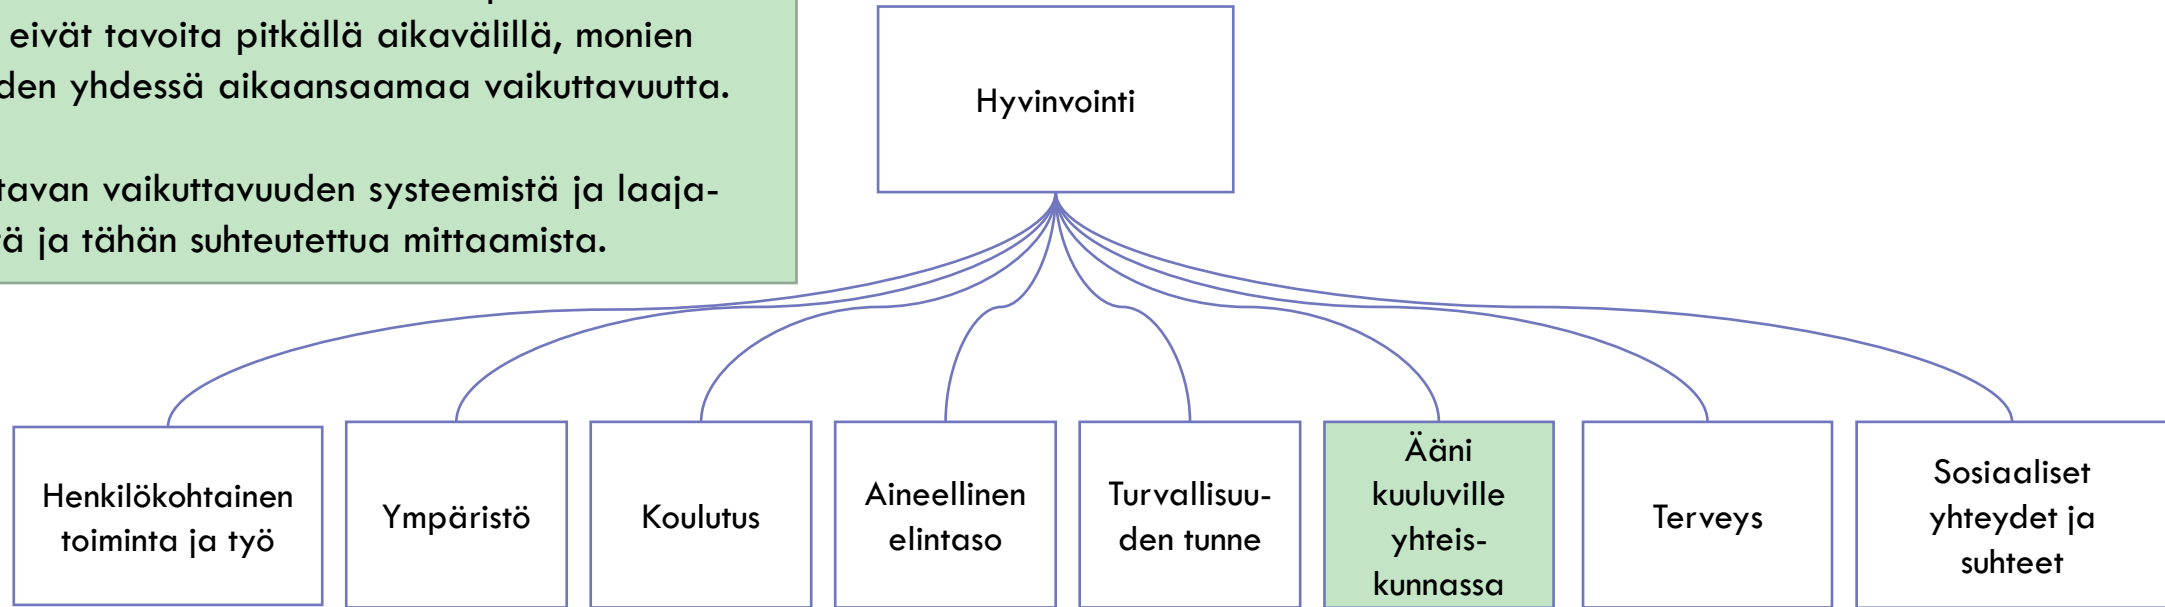 eivät tavoita pitkällä aikavälillä, monien
den yhdessä aikaansaamaa vaikuttavuutta.
tavan vaikuttavuuden systeemistä ja laaja-
ä ja tähän suhteutettua mittaamista.
Hyvinvointi
Henkilökohtainen
toiminta ja työ
Ympäristö
Koulutus
Aineellinen
elintaso
Turvallisuu-
den tunne
Ääni
kuuluville
yhteis-
kunnassa
Terveys
Sosiaaliset
yhteydet ja
suhteet